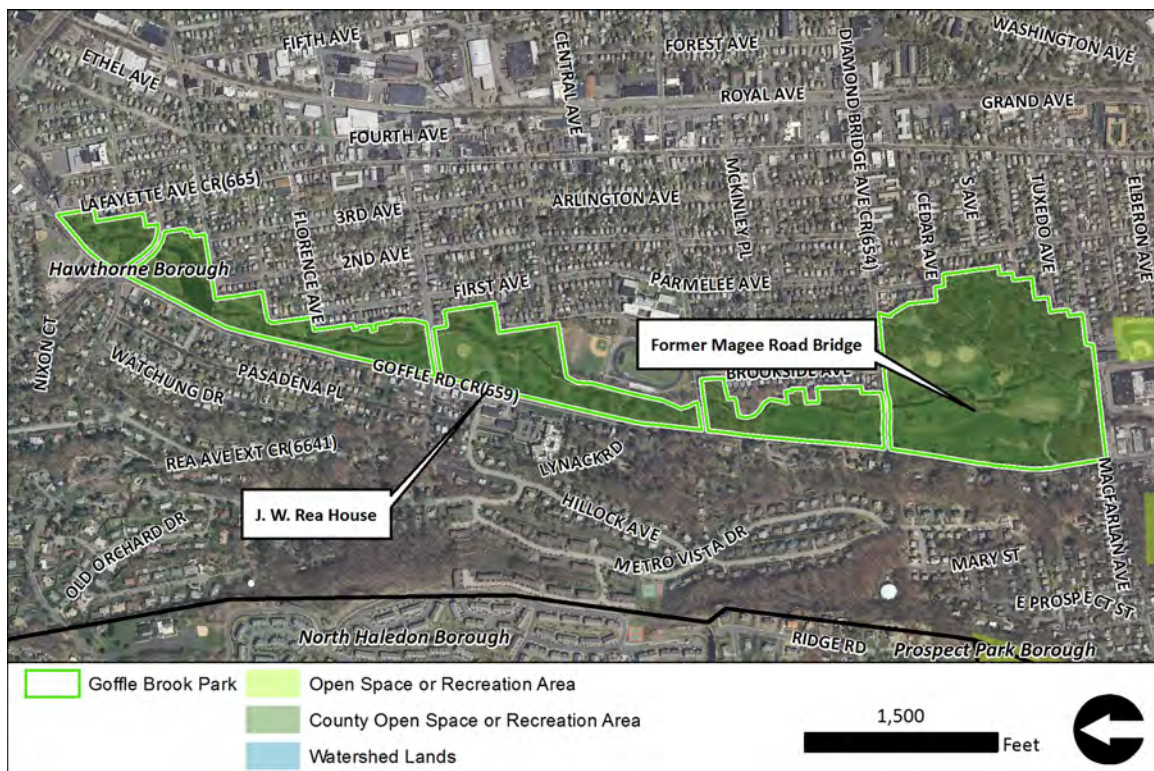 FIFTH AVE
CENTRAL AVE
FOREST AVE
DIAMOND BRIDGE AVE CR(654)
WASHINGTON AVE
ETHEL AVE
ROYAL AVE
GRAND AVE
FOURTH AVE
LAFAYETTE AVE CR(665)
3RD AVE
ARLINGTON AVE
MCKINLEY PL
CEDAR AVE
S AVE
TUXEDO AVE
ELBERON AVE
FLORENCE AVE
2ND AVE
Hawthorne Borough
FIRST AVE
PARMELEE AVE
Former Magee Road Bridge
BROOKSIDE AVE
NIXON CT
WATCHUNG DR
PASADENA PL
GOFFLE RD CR(659)
REA AVE EXT CR(6641)
LYNACKRD
MACFARLAN AVE
J. W. Rea House
HILLOCK AVE
OLD ORCHARD DR
METRO VISTA DR
MARY ST
E PROSPECT ST
North Haledon Borough
RIDGE RD
Prospect Park Borough
Goffle Brook Park
Open Space or Recreation Area
County Open Space or Recreation Area
Watershed Lands
1,500
Feet